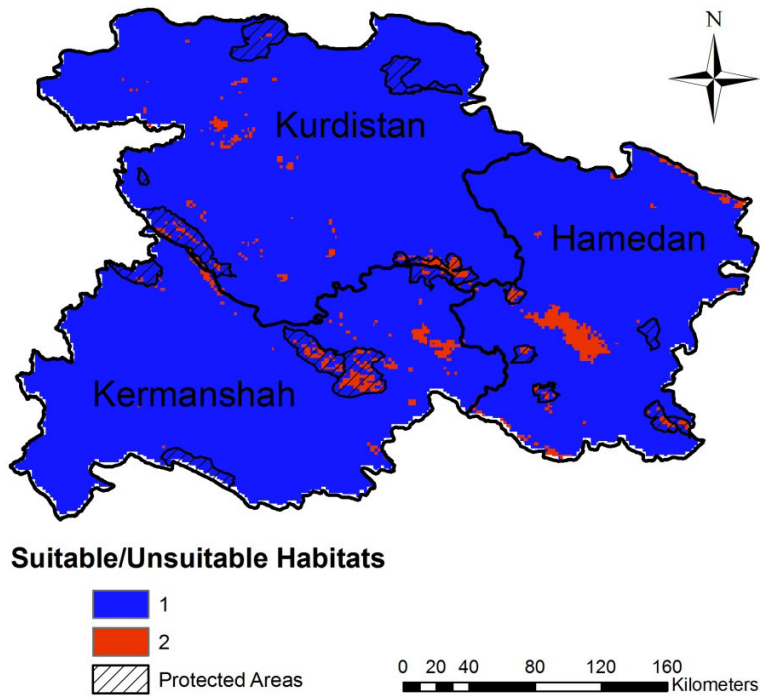 N
Kurdistan
Hamedan
Kermanshah
Suitable/Unsuitable Habitats
1
2
Protected Areas
0 20 40 80 120 160
Kilometers